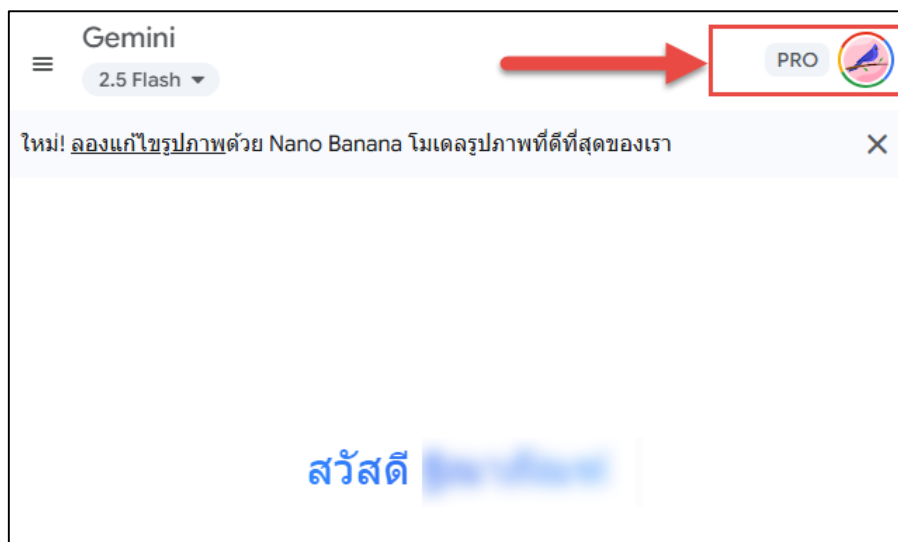 Gemini
2.5 Flash
PRO
ใหม่! ลองแก้ไขรูปภาพด้วย Nano Banana โมเดลรูปภาพที่ดีที่สุดของเรา
สวัสดี